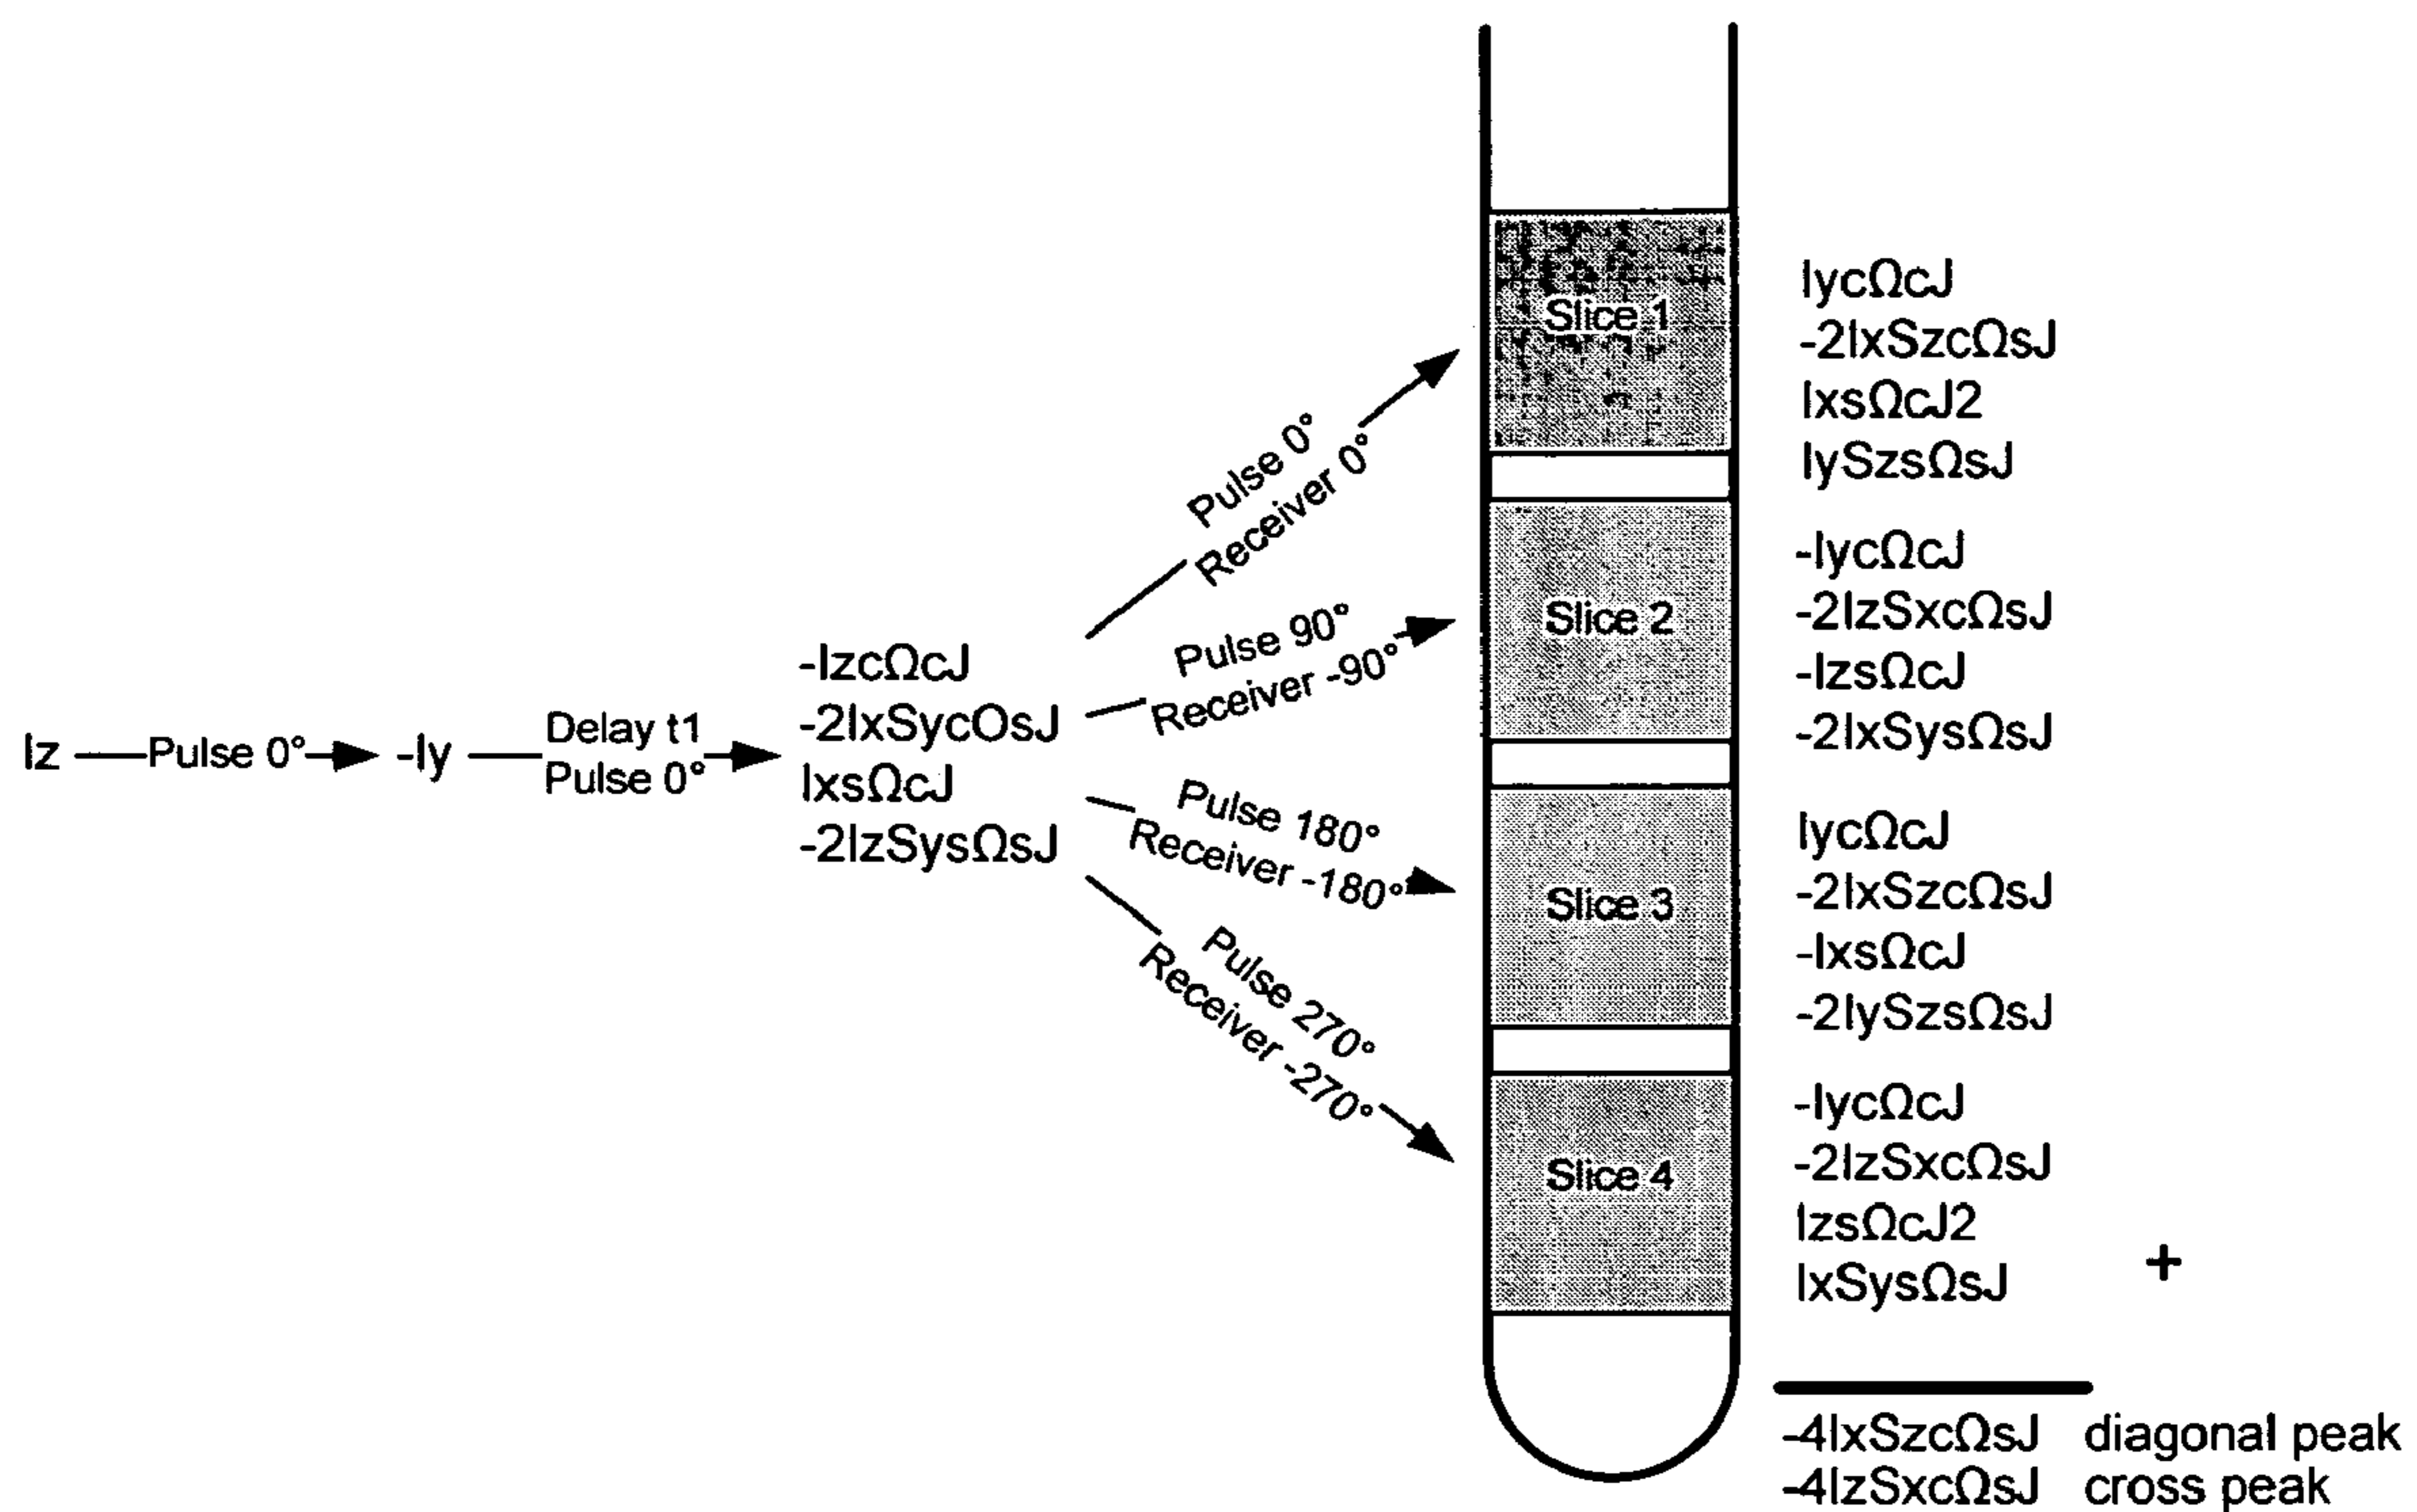 Iz
Pulse 0°
-Iy
Delay t1
Pulse 0°
-IzcΩcJ
-2IxSycOsJ
IxsΩcJ
-2IzSysΩsJ
Pulse 0°
Receiver 0°
Pulse 90°
Receiver -90°
Pulse 180°
Receiver -180°
Pulse 270°
Receiver -270°
Slice 1
IycΩcJ
-2IxSzcΩsJ
IxsΩcJ2
IySzsΩsJ
Slice 2
-IycΩcJ
-2IzSxcΩsJ
-IzsΩcJ
-2IxSysΩsJ
Slice 3
IycΩcJ
-2IxSzcΩsJ
-IxsΩcJ
-2IySzsΩsJ
Slice 4
-IycΩcJ
-2IzSxcΩsJ
IzsΩcJ2
IxSysΩsJ
+
-4IxSzcΩsJ diagonal peak
-4IzSxcΩsJ cross peak